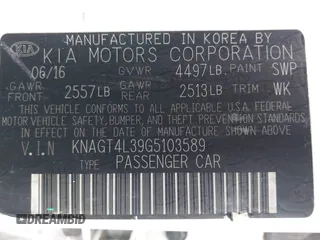 MANUFACTURED IN KOREA BY
KIA KIA MOTORS CORPORATION
06/16 GVWR 4497LB. PAINT SWP
GAWR FRONT 2557LB GAWR REAR 2513LB TRIM WK
THIS VEHICLE CONFORMS TO ALL APPLICABLE U.S. FEDERAL
MOTOR VEHICLE SAFETY, BUMPER, AND THEFT PREVENTION STANDARDS
IN EFFECT ON THE DATE OF MANUFACTURE SHOWN ABOVE.
V.I.N KNAGT4L39G5103589
TYPE: PASSENGER CAR
DREAMBID